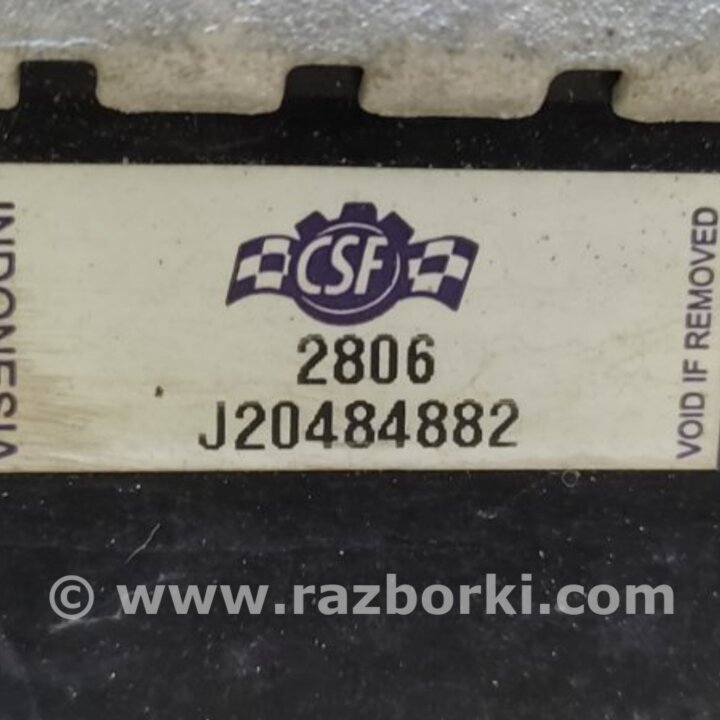 INDONESIA
CSF
2806
J20484882
VOID IF REMOVED
© www.razborki.com